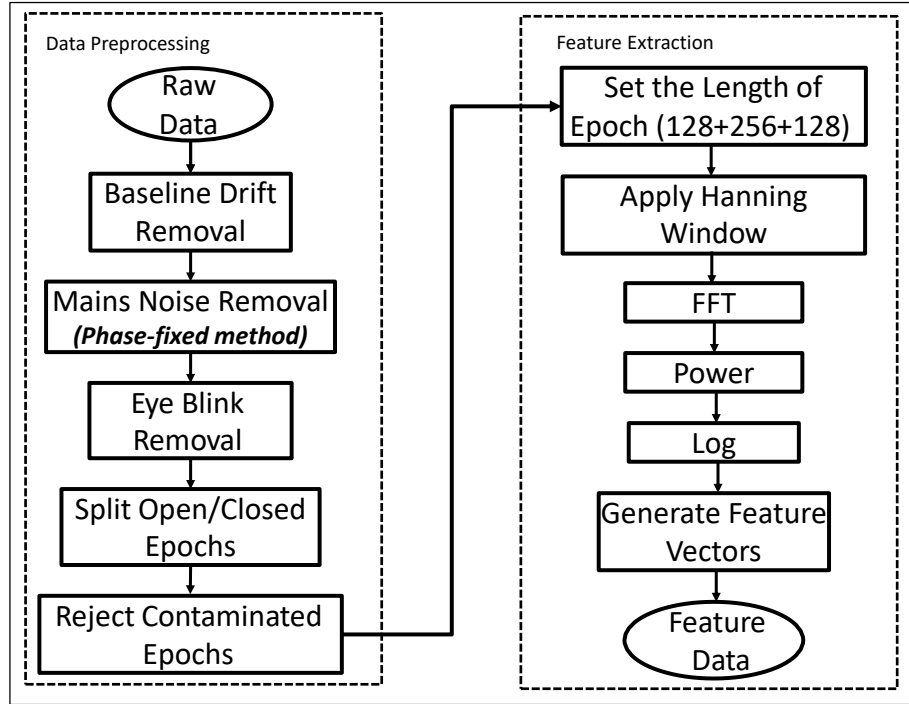 Data Preprocessing
Raw
Data
Baseline Drift
Removal
Mains Noise Removal
(Phase-fixed method)
Eye Blink
Removal
Split Open/Closed
Epochs
Reject Contaminated
Epochs
Feature Extraction
Set the Length of
Epoch (128+256+128)
Apply Hanning
Window
FFT
Power
Log
Generate Feature
Vectors
Feature
Data